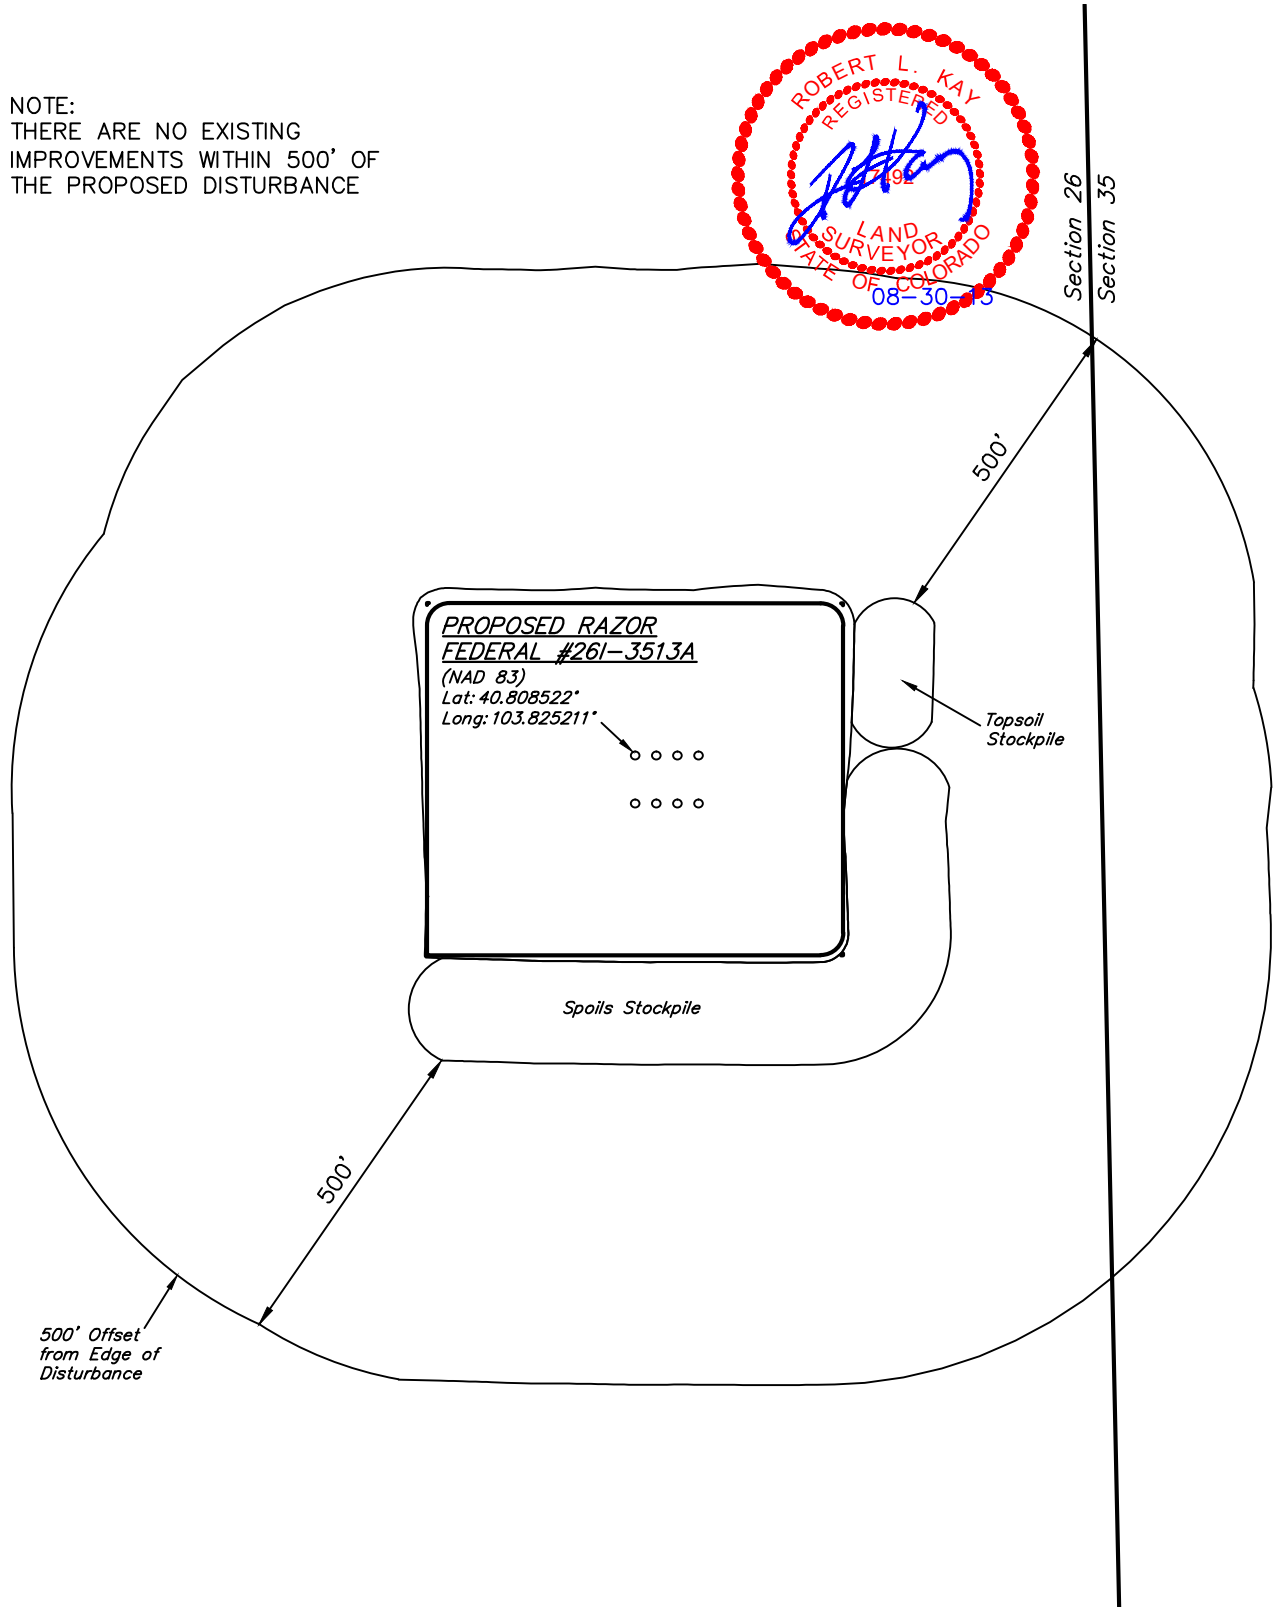 NOTE:
THERE ARE NO EXISTING
IMPROVEMENTS WITHIN 500' OF
THE PROPOSED DISTURBANCE
ROBERT L. KAY
REGISTERED
7492
LAND
SURVEYOR
STATE OF COLORADO
08-30-13
Section 26
Section 35
500'
PROPOSED RAZOR
FEDERAL #26I-3513A
(NAD 83)
Lat: 40.808522°
Long: 103.825211°
Topsoil
Stockpile
Spoils Stockpile
500'
500' Offset
from Edge of
Disturbance